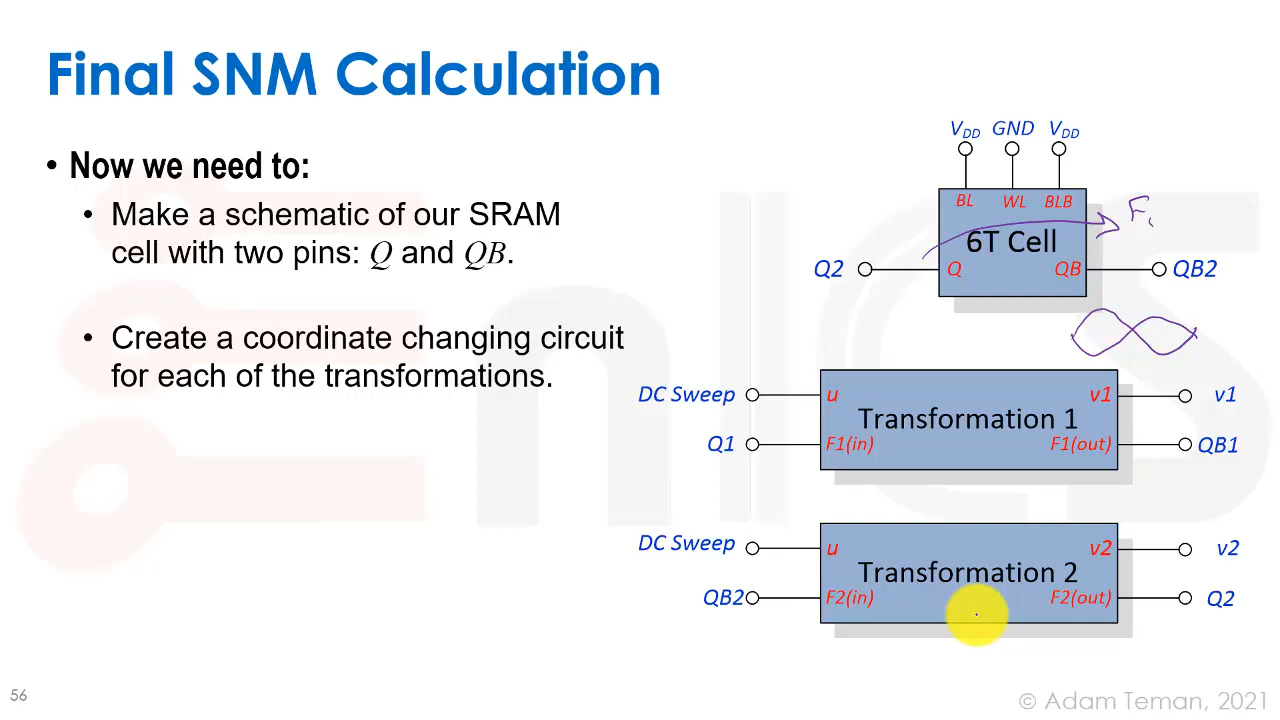 Final SNM Calculation
• Now we need to:
• Make a schematic of our SRAM
cell with two pins: Q and QB.
• Create a coordinate changing circuit
for each of the transformations.
VDD GND VDD
BL WL BLB
F1
6T Cell
Q2 Q QB QB2
DC Sweep u v1 v1
Transformation 1
Q1 F1(in) F1(out) QB1
DC Sweep u v2 v2
Transformation 2
QB2 F2(in) F2(out) Q2
56
© Adam Teman, 2021